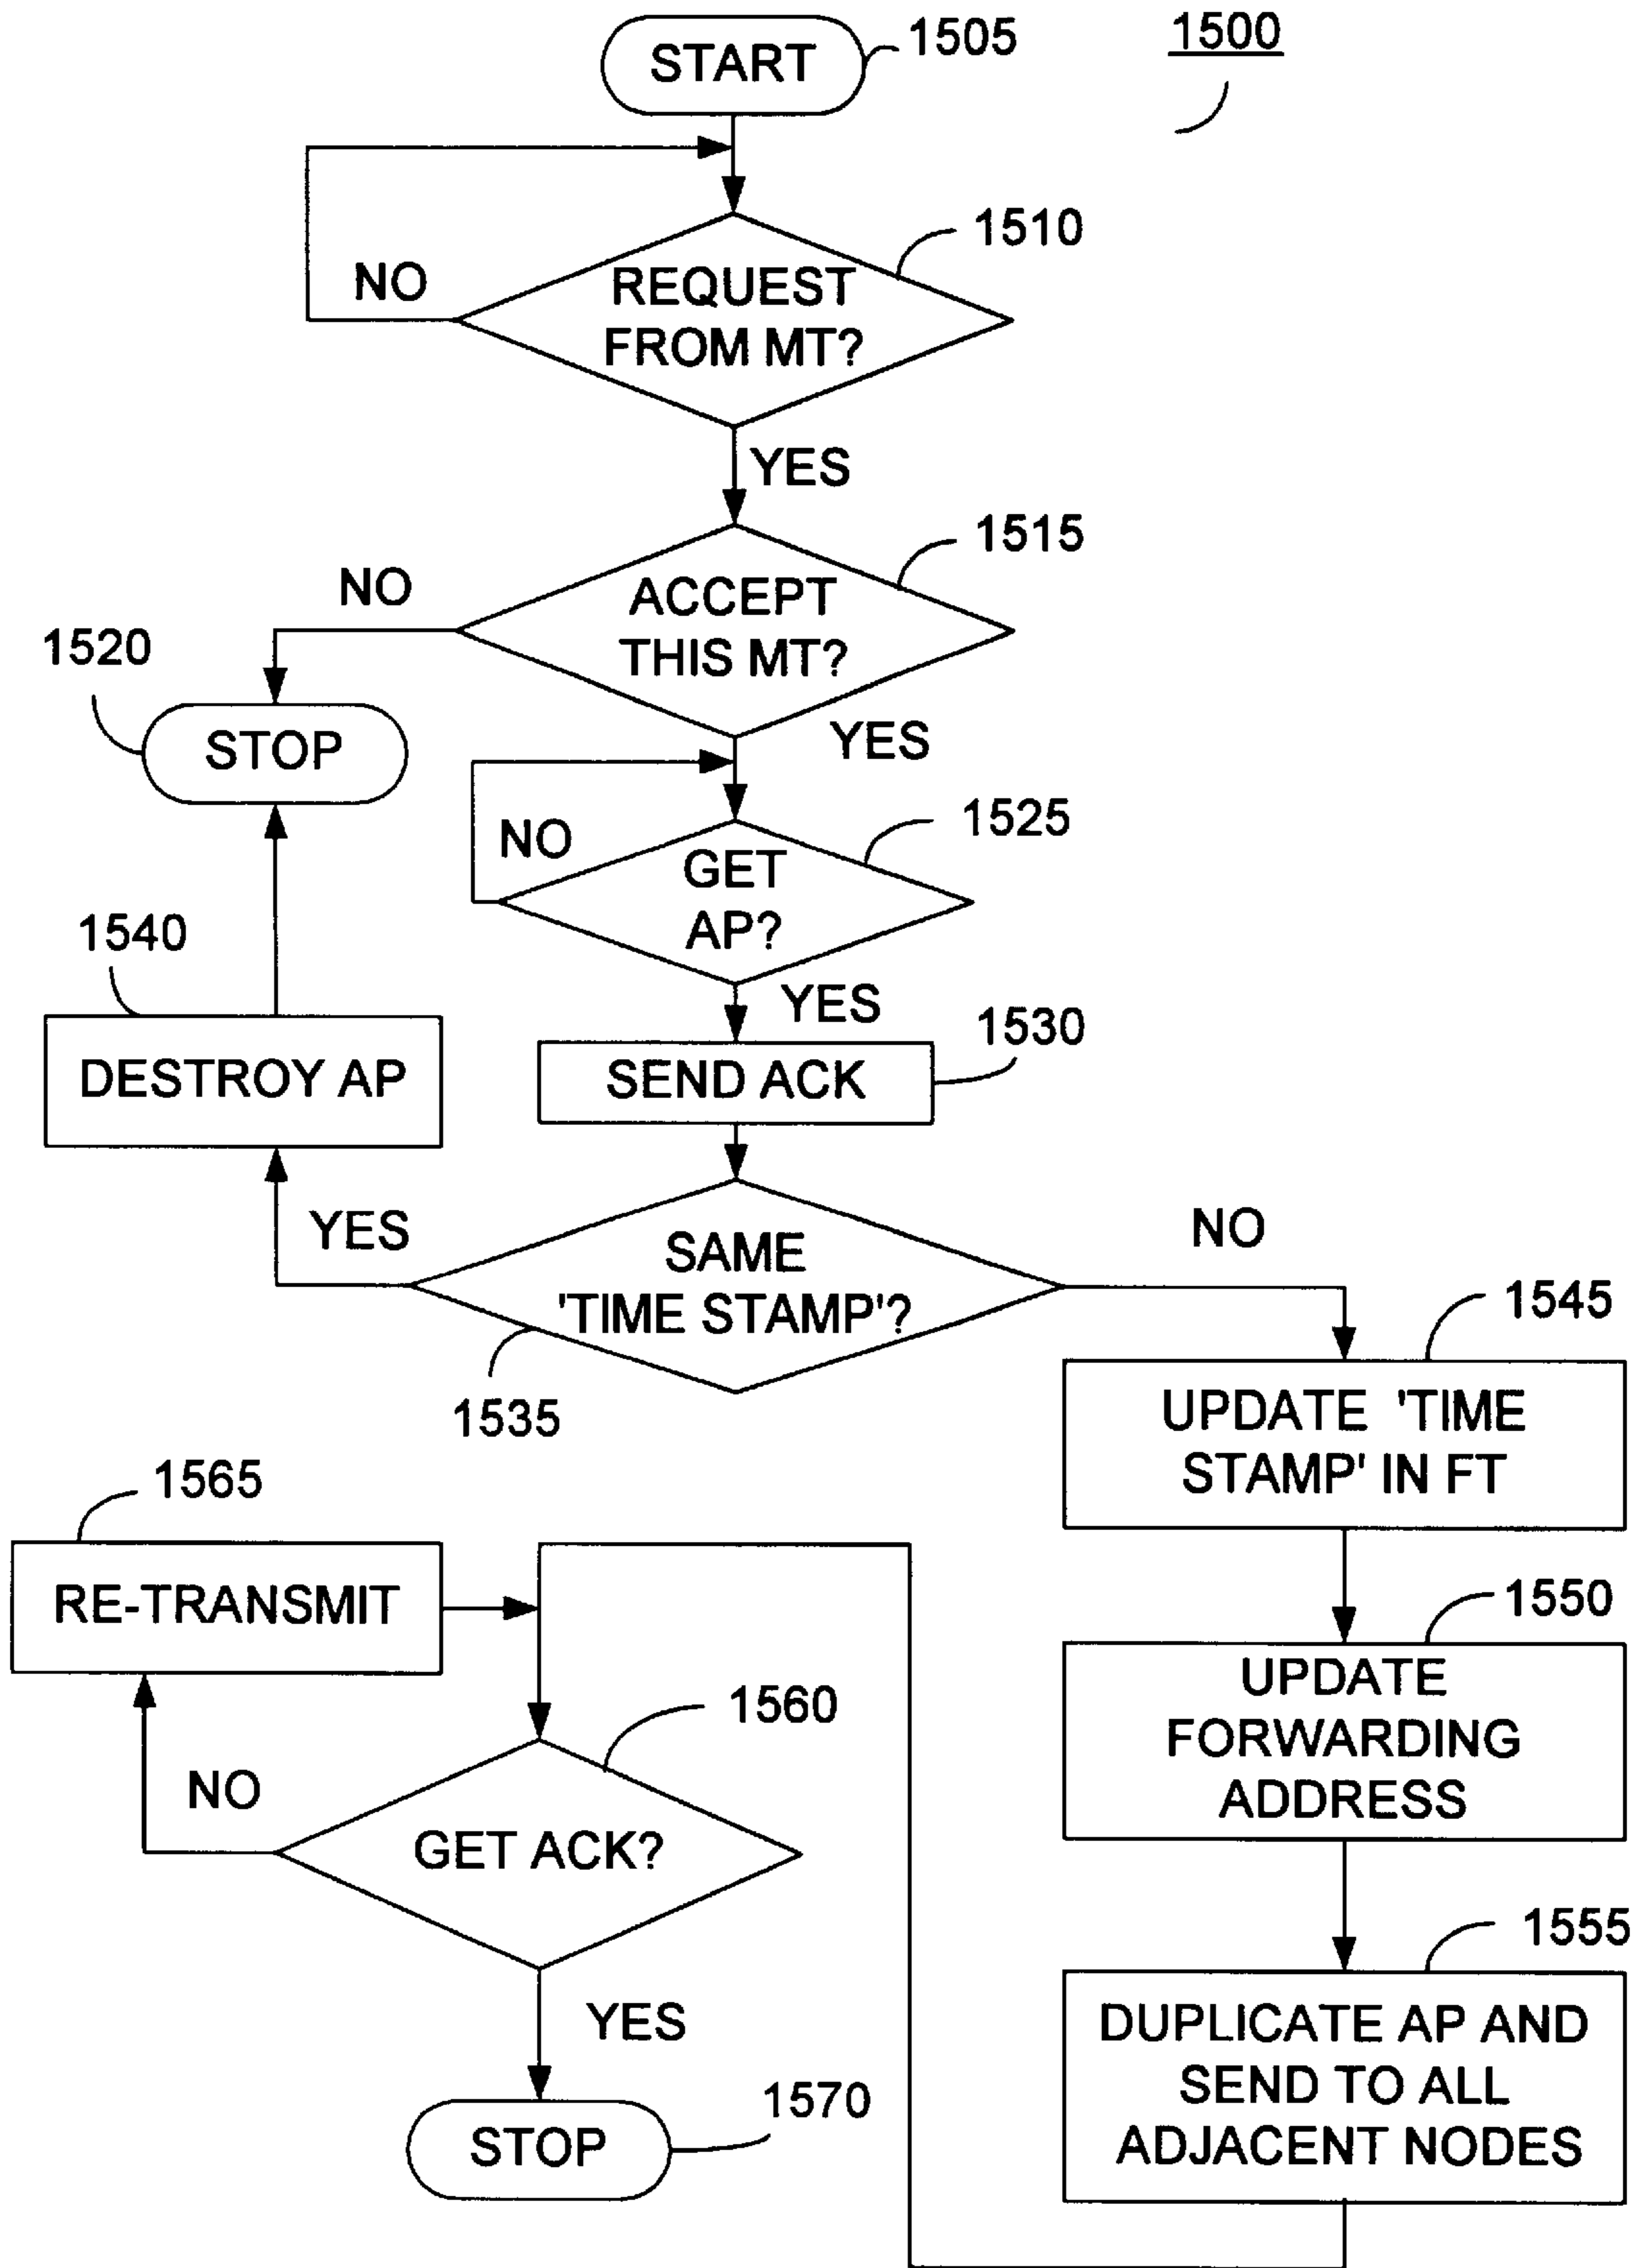 START
1505
1500
1510
NO
REQUEST
FROM MT?
YES
1515
NO
ACCEPT
THIS MT?
1520
STOP
YES
1525
NO
GET
AP?
1540
YES
1530
DESTROY AP
SEND ACK
YES
SAME
'TIME STAMP'?
NO
1535
1545
UPDATE 'TIME
STAMP' IN FT
1565
RE-TRANSMIT
1550
UPDATE
FORWARDING
ADDRESS
1560
NO
GET ACK?
1555
DUPLICATE AP AND
SEND TO ALL
ADJACENT NODES
YES
1570
STOP